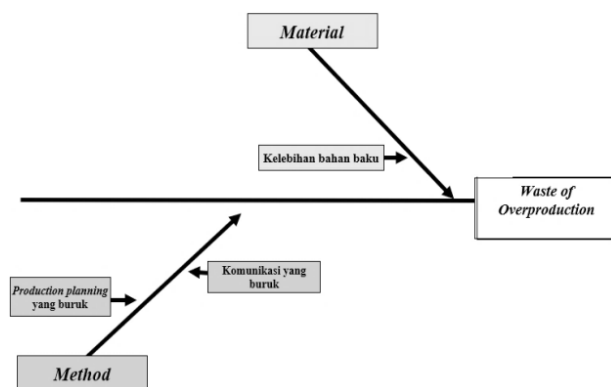 Material
Kelebihan bahan baku
Waste of
Overproduction
Komunikasi yang
buruk
Production planning
yang buruk
Method